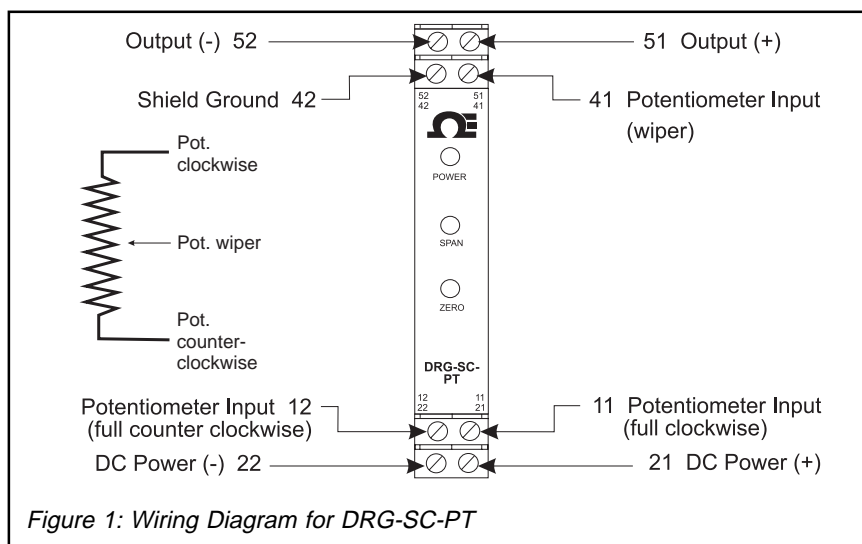 Output (-) 52
51 Output (+)
Shield Ground 42
41 Potentiometer Input
(wiper)
52 51
42 41
Pot.
clockwise
POWER
Pot. wiper
SPAN
ZERO
Pot.
counter-
clockwise
DRG-SC-
PT
12 11
22 21
Potentiometer Input 12
(full counter clockwise)
11 Potentiometer Input
(full clockwise)
DC Power (-) 22
21 DC Power (+)
Figure 1: Wiring Diagram for DRG-SC-PT